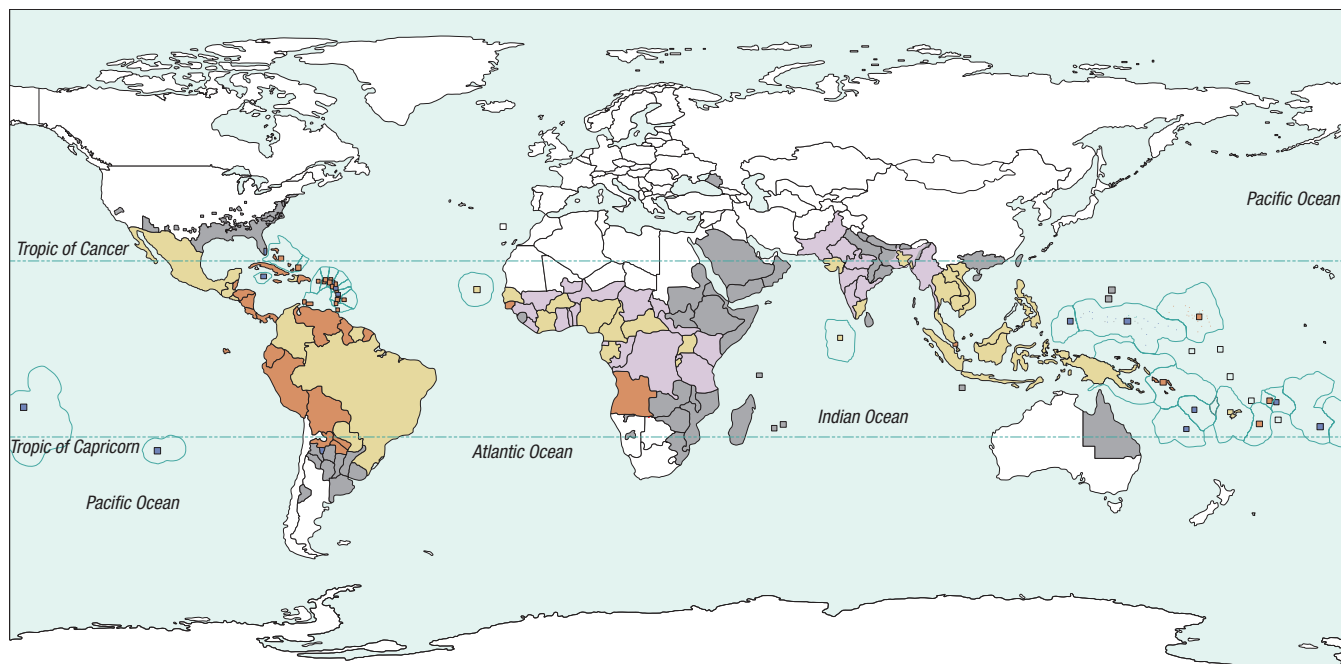 Pacific Ocean
Tropic of Cancer
Indian Ocean
Tropic of Capricorn
Atlantic Ocean
Pacific Ocean